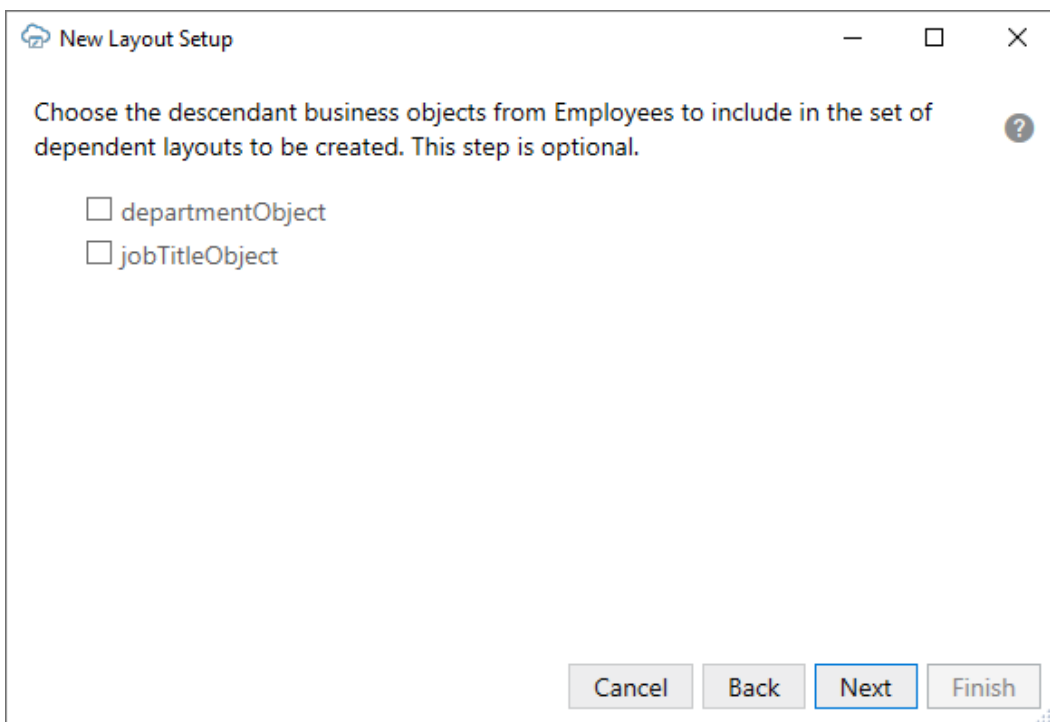 New Layout Setup
Choose the descendant business objects from Employees to include in the set of
dependent layouts to be created. This step is optional.
?
departmentObject
jobTitleObject
Cancel Back Next Finish